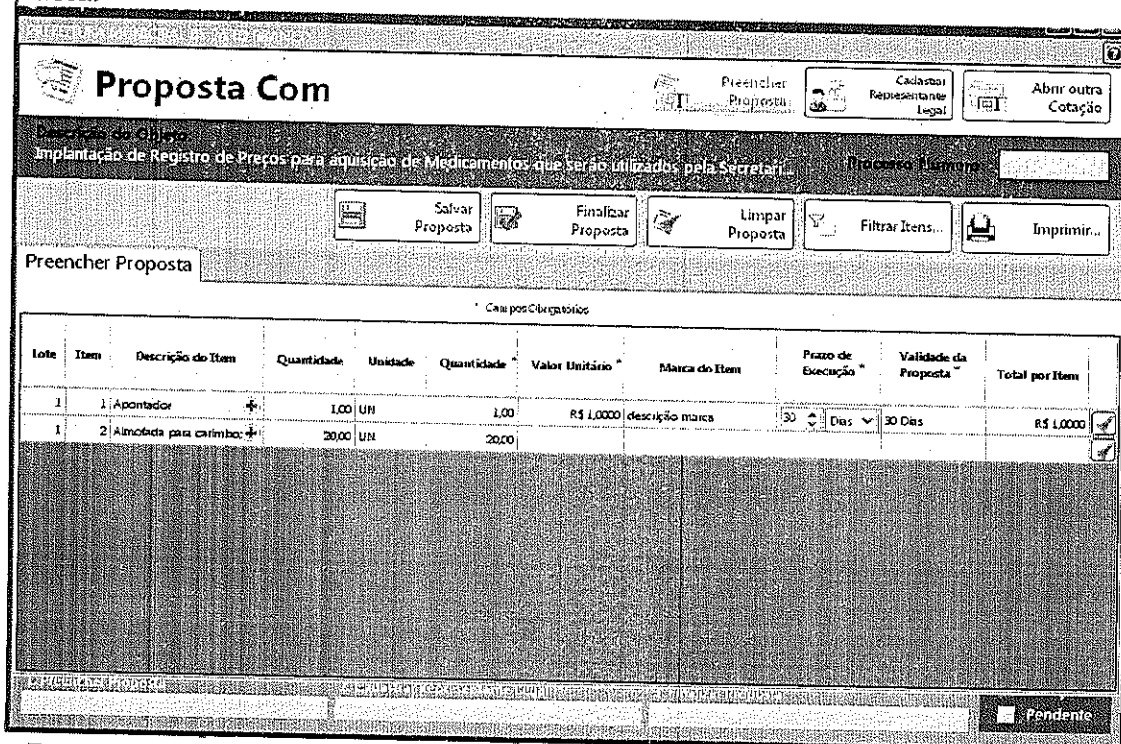 Proposta Com
Preencher
Proposta
Cadastrar
Representante
Legal
Abrir outra
Cotação
Descrição do Objeto
Implantação de Registro de Preços para aquisição de Medicamentos que serão utilizados pela Secretari...
Processo Número
Salvar
Proposta
Finalizar
Proposta
Limpar
Proposta
Filtrar Itens...
Imprimir...
Preencher Proposta
* Campos Obrigatórios
Lote Item Descrição do Item Quantidade Unidade Quantidade * Valor Unitário * Marca do Item Prazo de Execução * Validade da Proposta * Total por Item
1 1 Apontador + 1,00 UN 1,00 R$ 1,0000 descrição marca 30 Dias 30 Dias R$ 1,0000
1 2 Almofada para carimbo; + 20,00 UN 20,00
Pendente